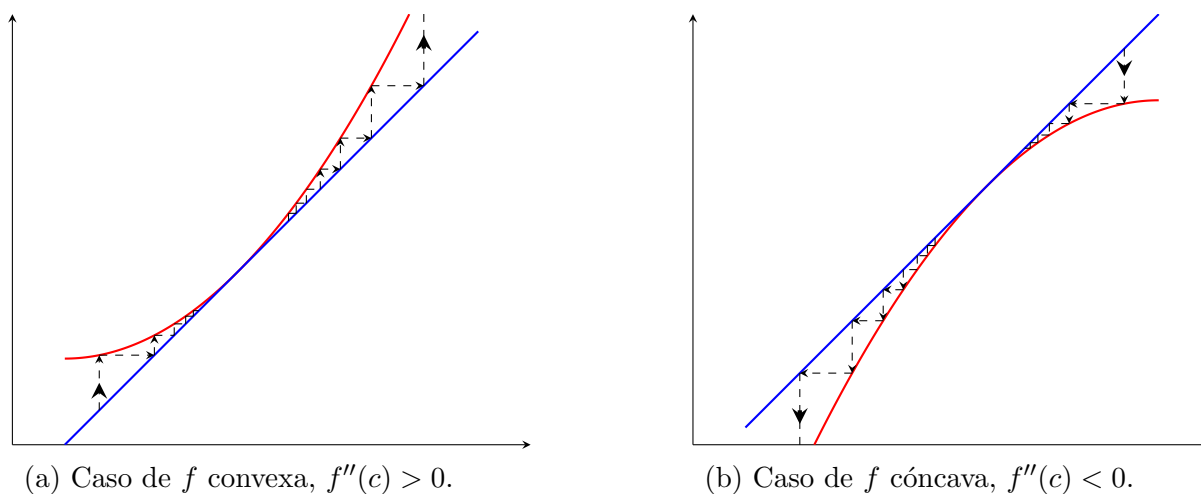 (a) Caso de f convexa, f''(c) > 0.
(b) Caso de f cóncava, f''(c) < 0.